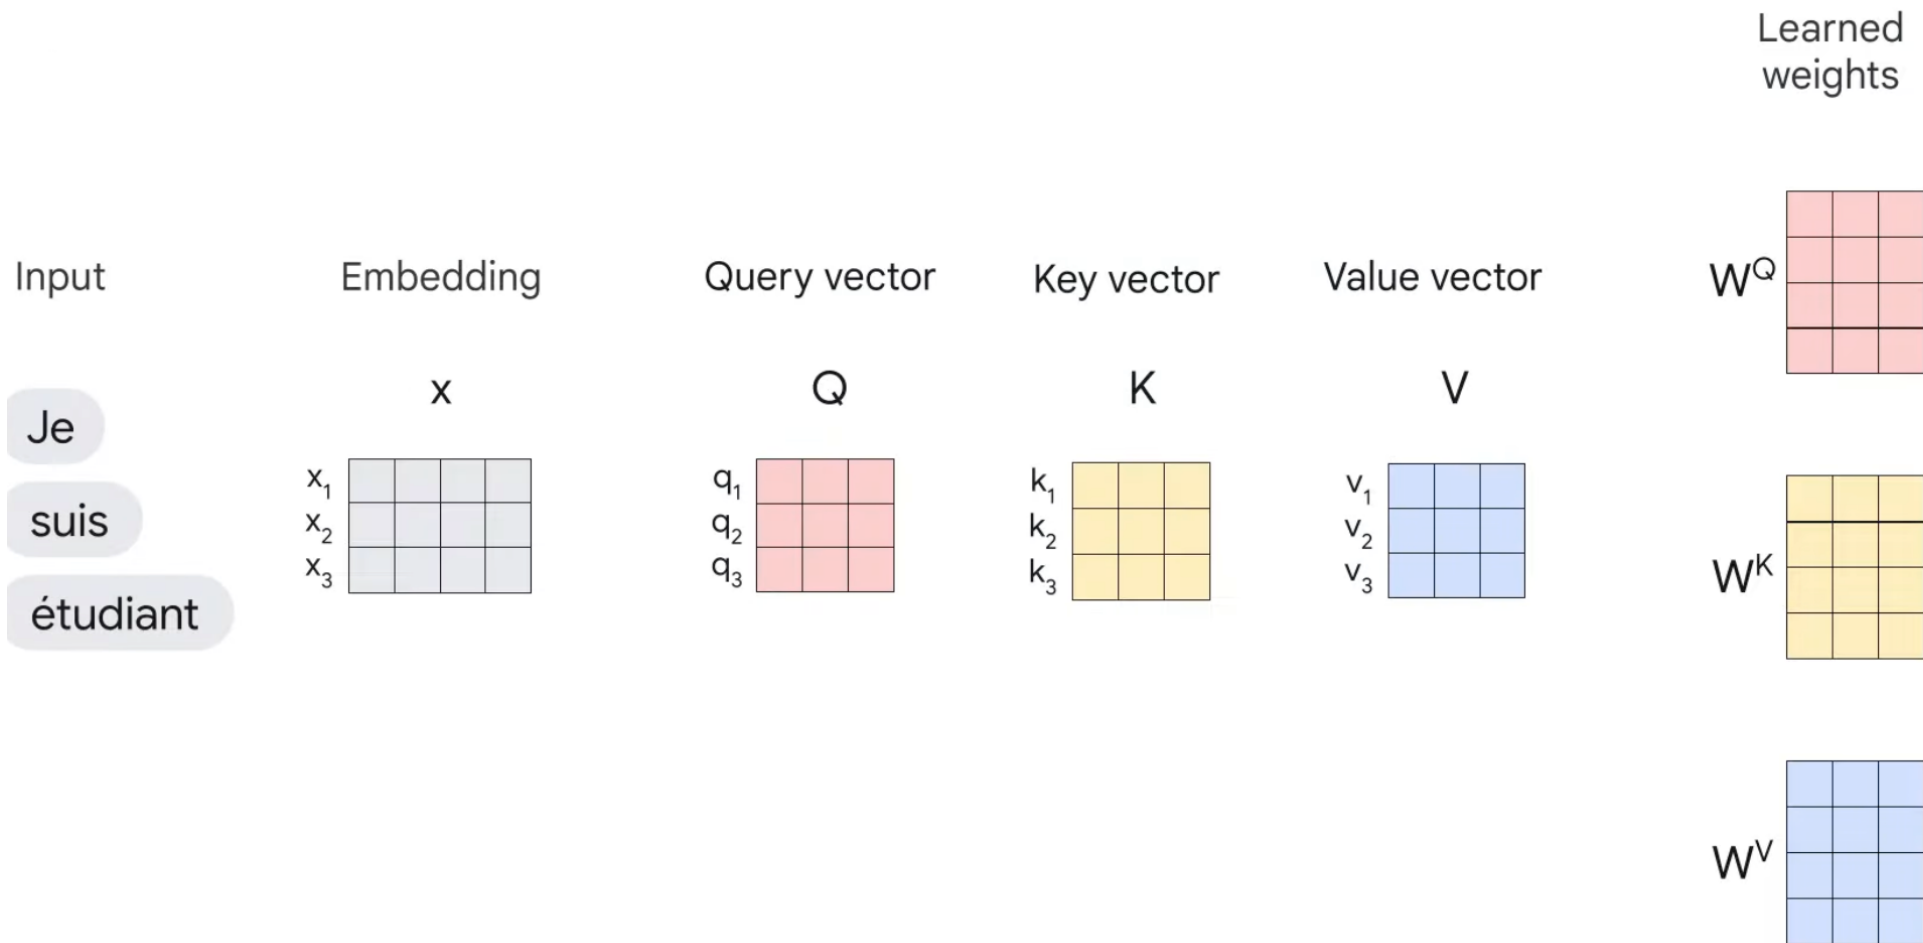 Learned
weights
Input
Embedding
Query vector
Key vector
Value vector
W^Q
x
Q
K
V
Je
suis
étudiant
x₁
x₂
x₃
q₁
q₂
q₃
k₁
k₂
k₃
v₁
v₂
v₃
W^K
W^V